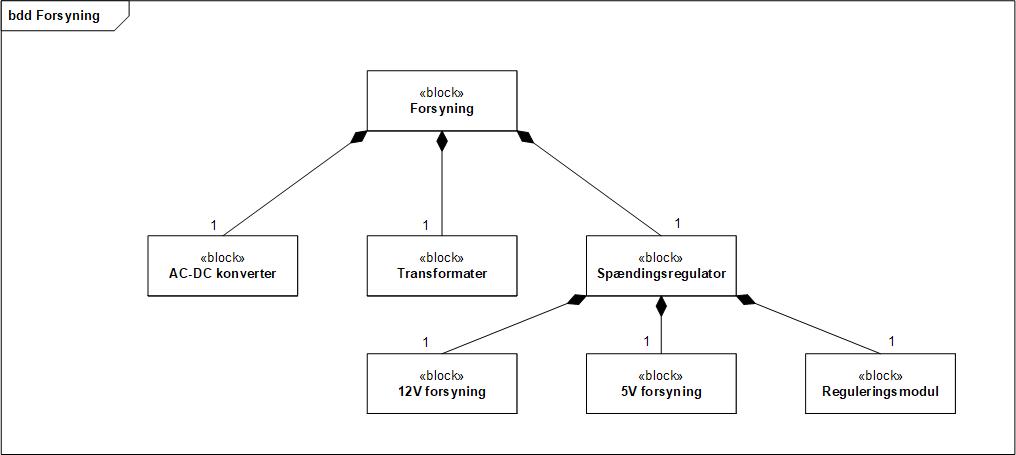 bdd Forsyning
«block»
Forsyning
1
1
1
«block»
AC-DC konverter
«block»
Transformater
«block»
Spændingsregulator
1
1
1
«block»
12V forsyning
«block»
5V forsyning
«block»
Reguleringsmodul